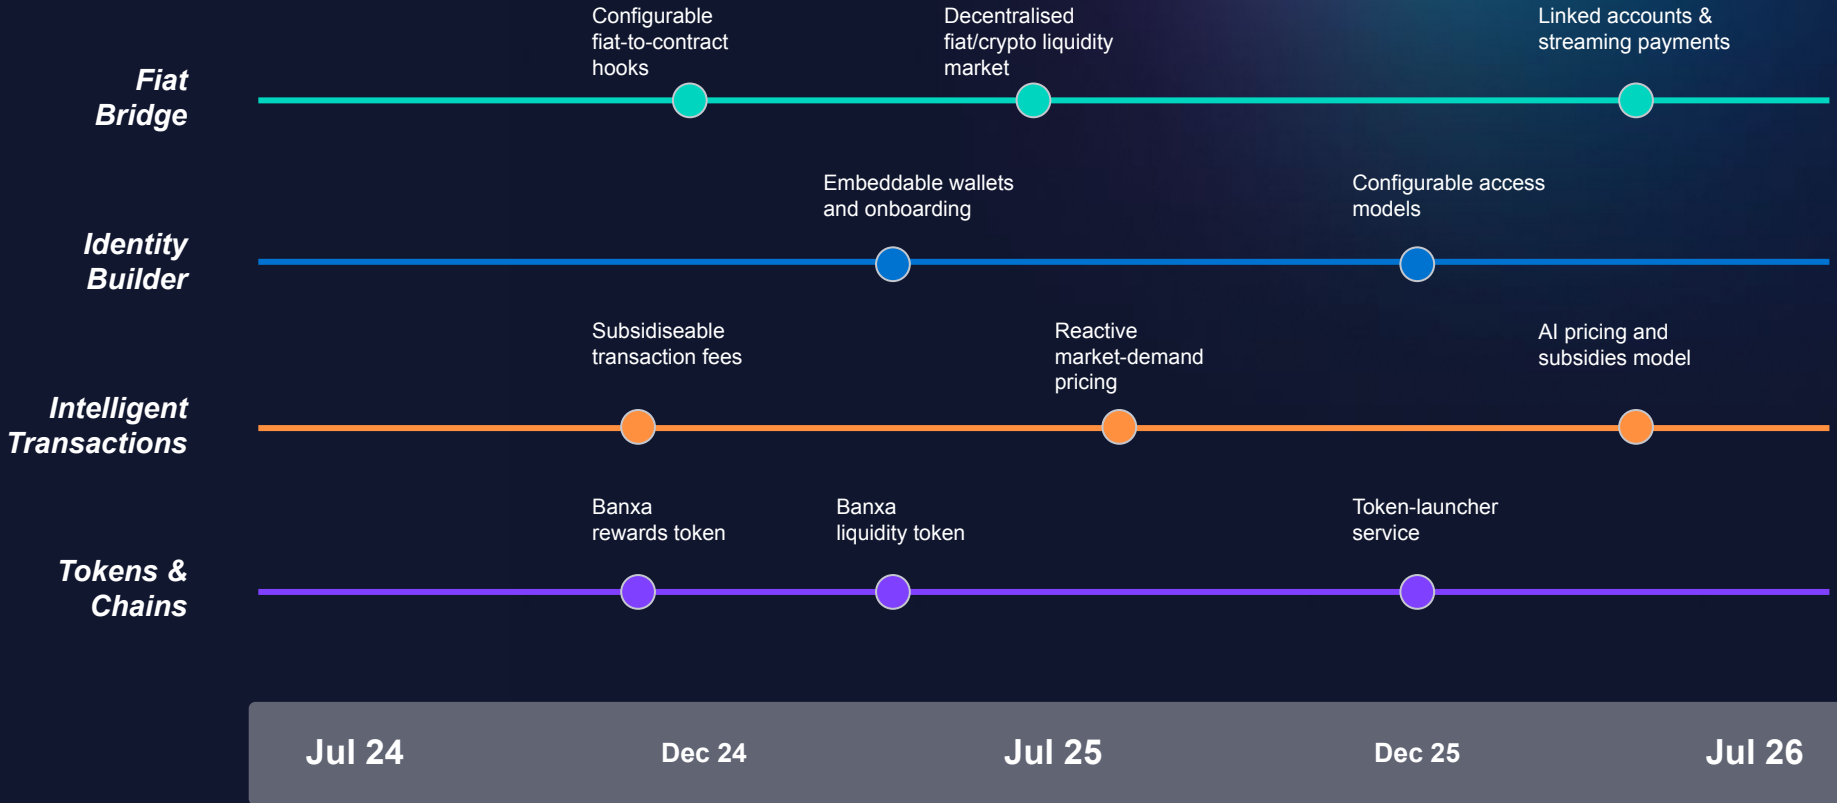 Configurable
fiat-to-contract
hooks
Decentralised
fiat/crypto liquidity
market
Linked accounts &
streaming payments
Fiat
Bridge
Embeddable wallets
and onboarding
Configurable access
models
Identity
Builder
Subsidiseable
transaction fees
Reactive
market-demand
pricing
AI pricing and
subsidies model
Intelligent
Transactions
Banxa
rewards token
Banxa
liquidity token
Token-launcher
service
Tokens &
Chains
Jul 24
Dec 24
Jul 25
Dec 25
Jul 26